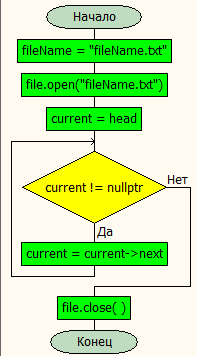 Начало
fileName = "fileName.txt"
file.open("fileName.txt")
current = head
current != nullptr
Нет
Да
current = current->next
file.close( )
Конец